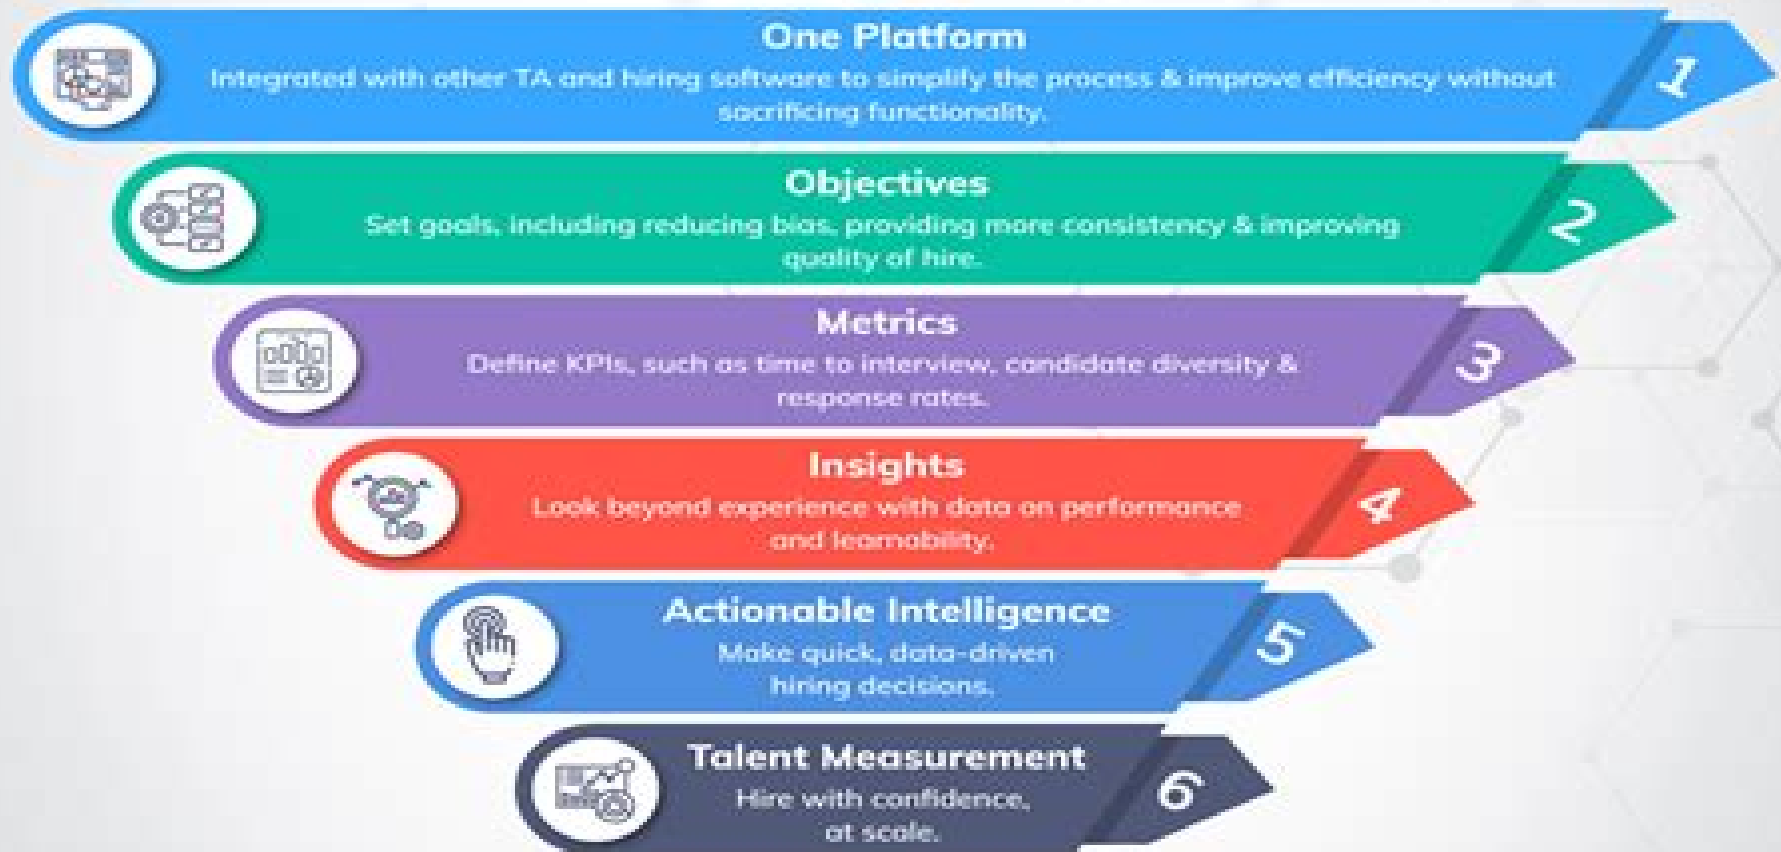 One Platform
Integrated with other TA and hiring software to simplify the process & improve efficiency without
sacrificing functionality.
1
Objectives
Set goals, including reducing bias, providing more consistency & improving
quality of hire.
2
Metrics
Define KPIs, such as time to interview, candidate diversity &
response rates.
3
Insights
Look beyond experience with data on performance
and learnability.
4
Actionable Intelligence
Make quick, data-driven
hiring decisions.
5
Talent Measurement
Hire with confidence,
at scale.
6